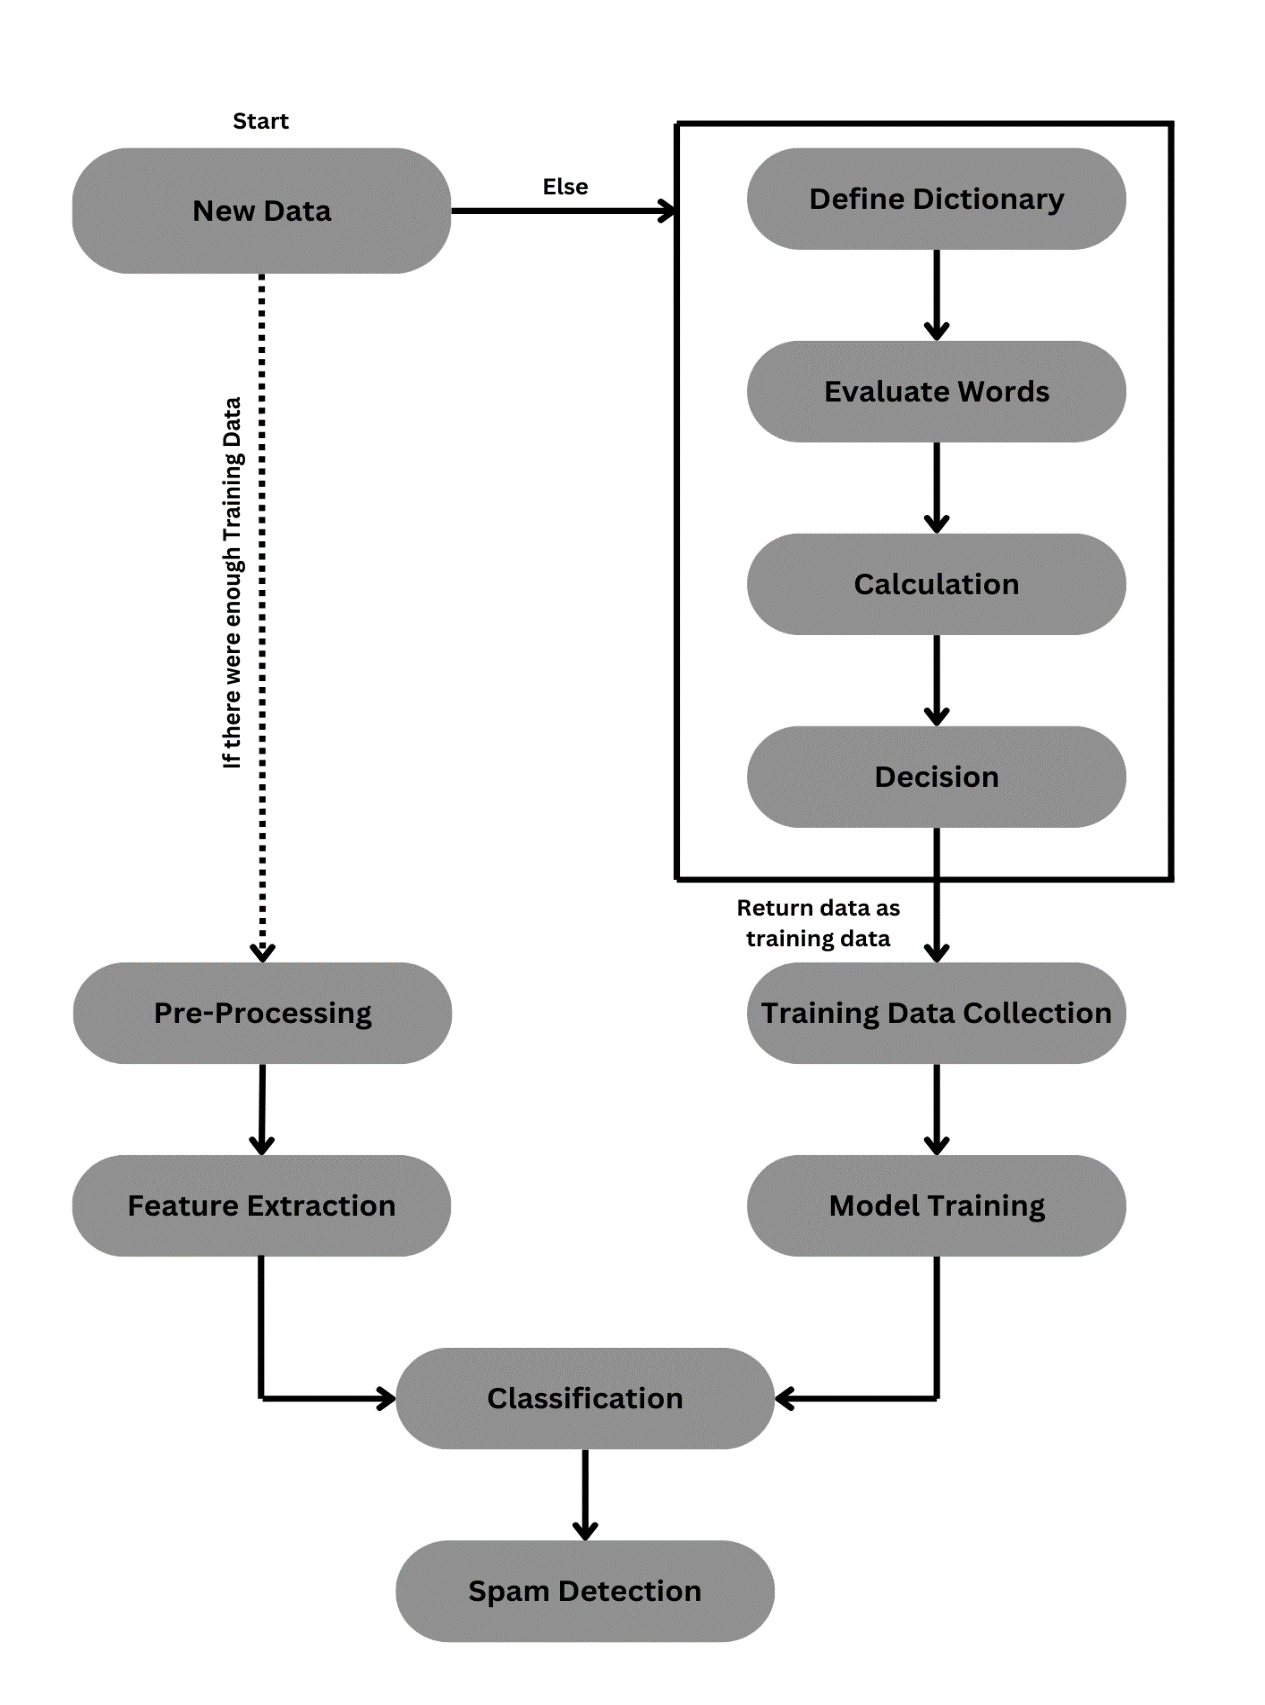 Start
New Data
Else
Define Dictionary
Evaluate Words
Calculation
Decision
If there were enough Training Data
Return data as
training data
Pre-Processing
Training Data Collection
Feature Extraction
Model Training
Classification
Spam Detection